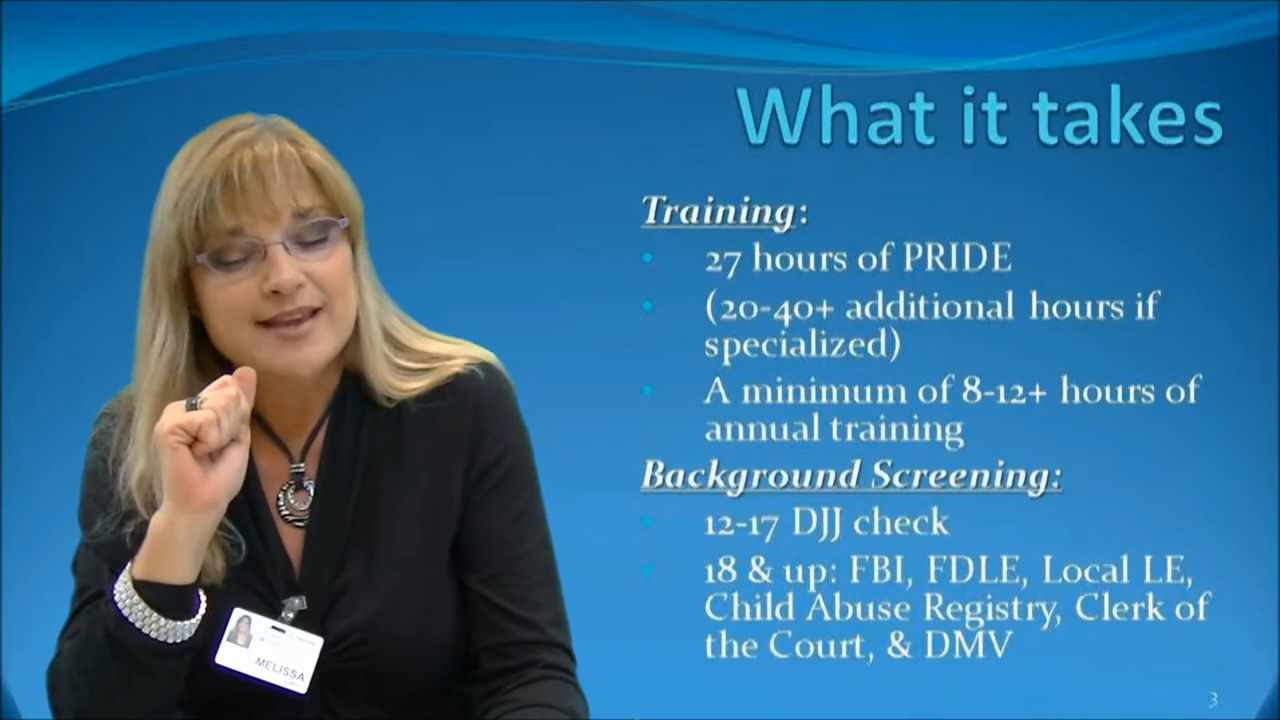 What it takes
Training:
27 hours of PRIDE
(20-40+ additional hours if
specialized)
A minimum of 8-12+ hours of
annual training
Background Screening:
12-17 DJJ check
18 & up: FBI, FDLE, Local LE,
Child Abuse Registry, Clerk of
the Court, & DMV
MELISSA
3